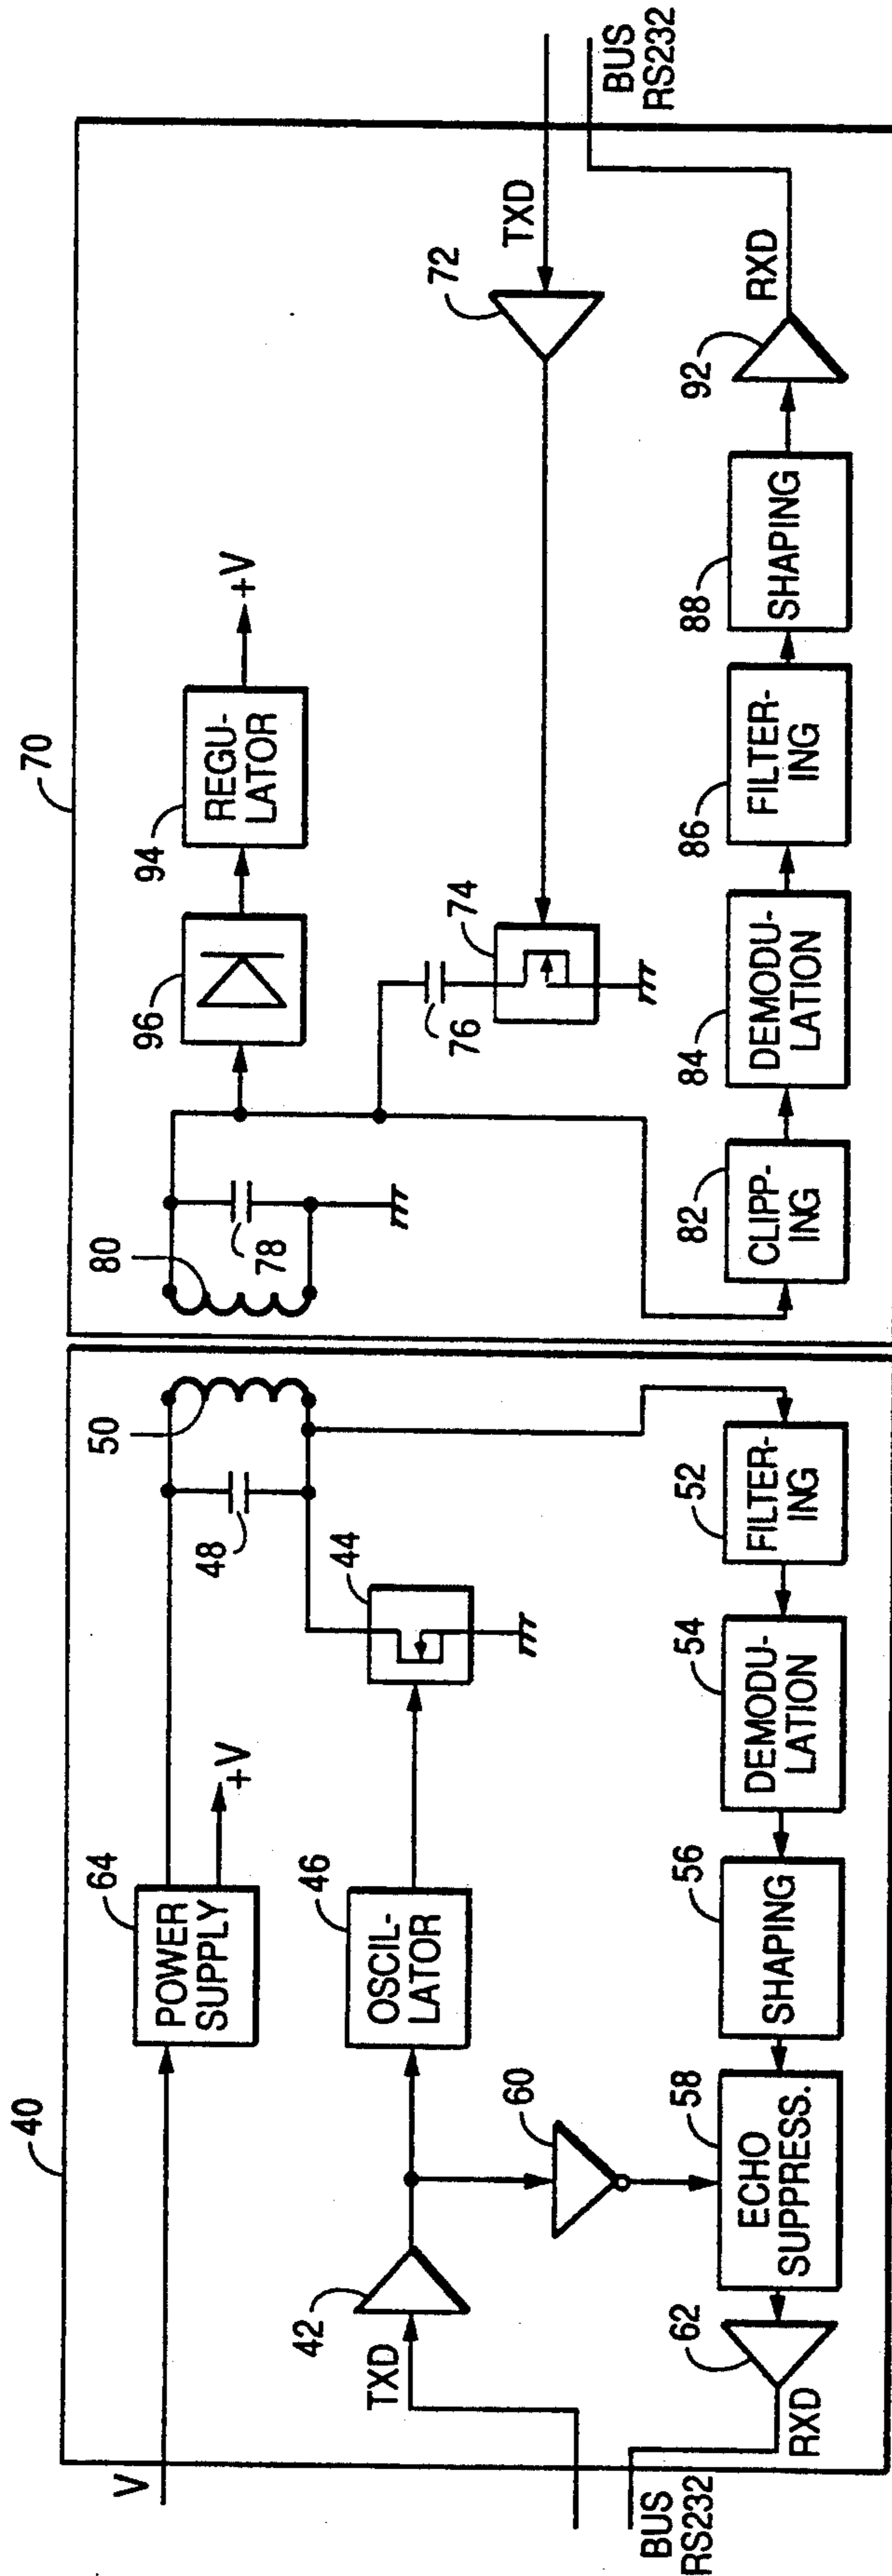 40
V
64
POWER
SUPPLY
+V
50
48
46
OSCIL-
LATOR
44
42
TXD
60
BUS
RS232
62
RXD
58
ECHO
SUPPRESS.
56
SHAPING
54
DEMODU-
LATION
52
FILTER-
ING
70
80
78
96
94
REGU-
LATOR
+V
76
74
72
TXD
BUS
RS232
82
CLIPP-
ING
84
DEMODU-
LATION
86
FILTER-
ING
88
SHAPING
92
RXD